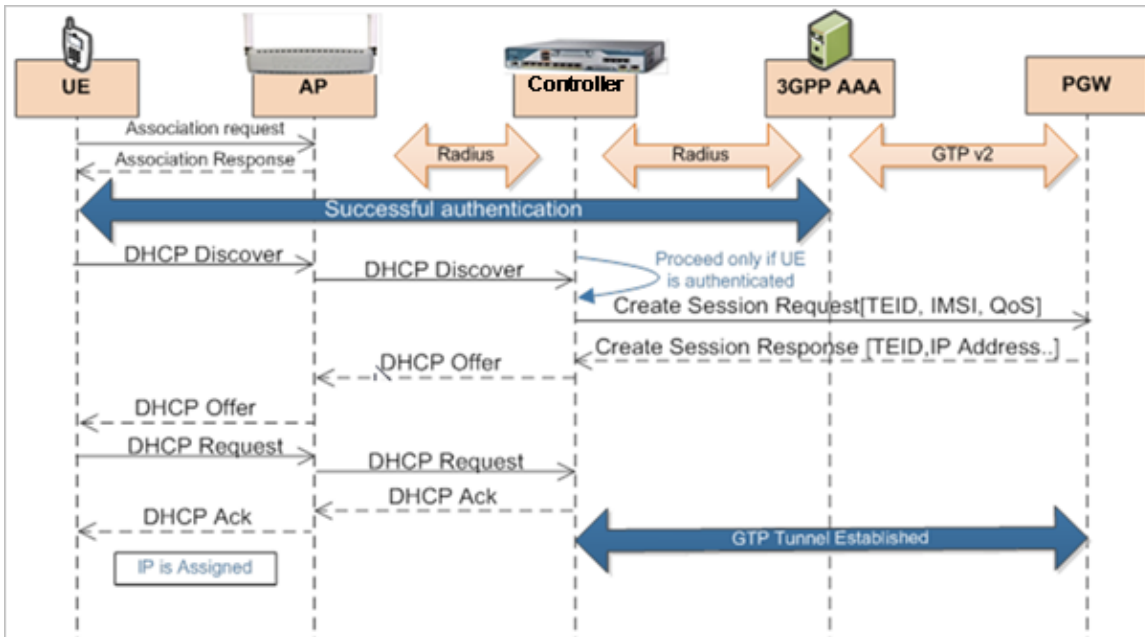 UE
AP
Controller
3GPP AAA
PGW
Association request
Association Response
Radius
Radius
GTP v2
Successful authentication
DHCP Discover
DHCP Discover
Proceed only if UE
is authenticated
Create Session Request[TEID, IMSI, QoS]
Create Session Response [TEID,IP Address..]
DHCP Offer
DHCP Offer
DHCP Request
DHCP Request
DHCP Ack
DHCP Ack
GTP Tunnel Established
IP is Assigned